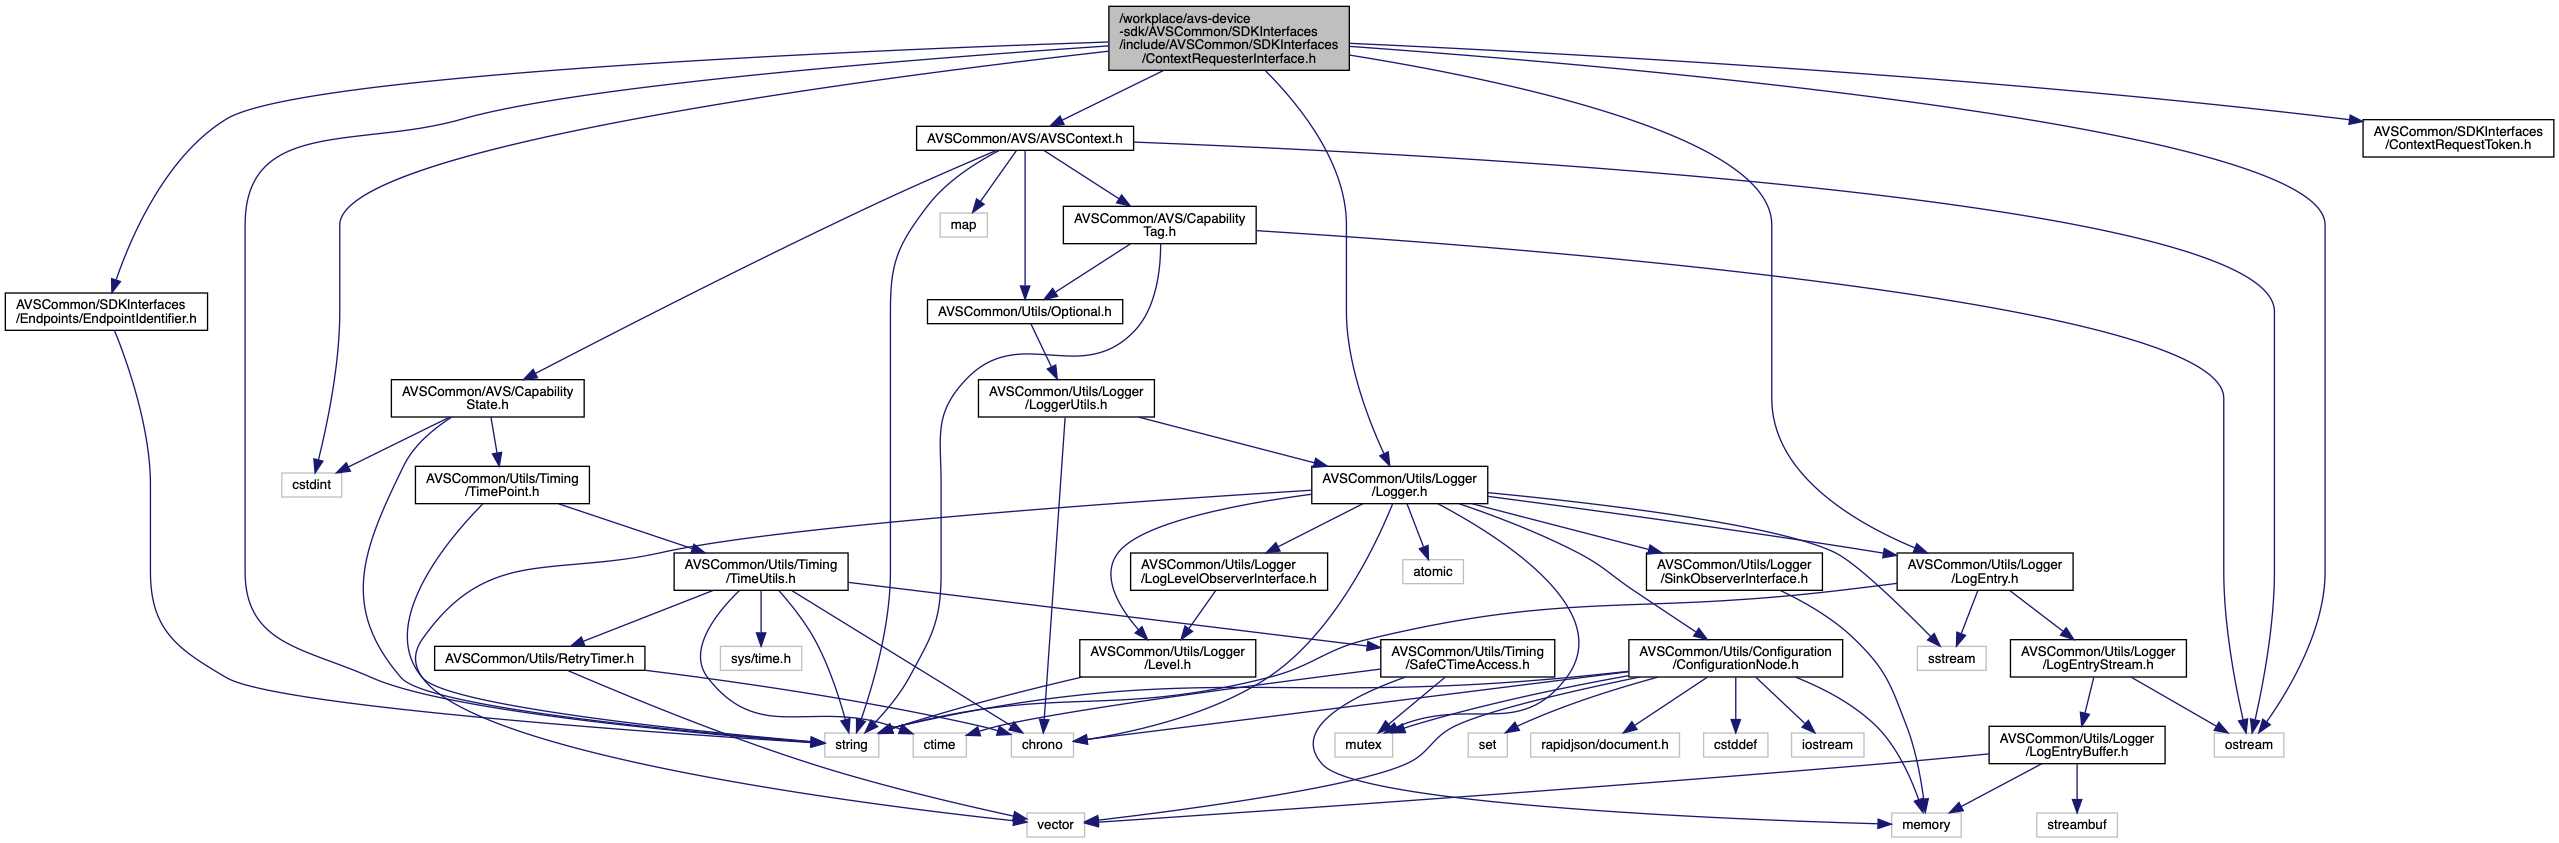 /workplace/avs-device
-sdk/AVSCommon/SDKInterfaces
/include/AVSCommon/SDKInterfaces
/ContextRequesterInterface.h
AVSCommon/AVS/AVSContext.h
AVSCommon/SDKInterfaces
/ContextRequestToken.h
map
AVSCommon/AVS/Capability
Tag.h
AVSCommon/SDKInterfaces
/Endpoints/EndpointIdentifier.h
AVSCommon/Utils/Optional.h
AVSCommon/AVS/Capability
State.h
AVSCommon/Utils/Logger
/LoggerUtils.h
cstdint
AVSCommon/Utils/Timing
/TimePoint.h
AVSCommon/Utils/Logger
/Logger.h
AVSCommon/Utils/Timing
/TimeUtils.h
AVSCommon/Utils/Logger
/LogLevelObserverInterface.h
atomic
AVSCommon/Utils/Logger
/SinkObserverInterface.h
AVSCommon/Utils/Logger
/LogEntry.h
AVSCommon/Utils/RetryTimer.h
sys/time.h
AVSCommon/Utils/Logger
/Level.h
AVSCommon/Utils/Timing
/SafeCTimeAccess.h
AVSCommon/Utils/Configuration
/ConfigurationNode.h
sstream
AVSCommon/Utils/Logger
/LogEntryStream.h
string
ctime
chrono
mutex
set
rapidjson/document.h
cstddef
iostream
AVSCommon/Utils/Logger
/LogEntryBuffer.h
ostream
vector
memory
streambuf